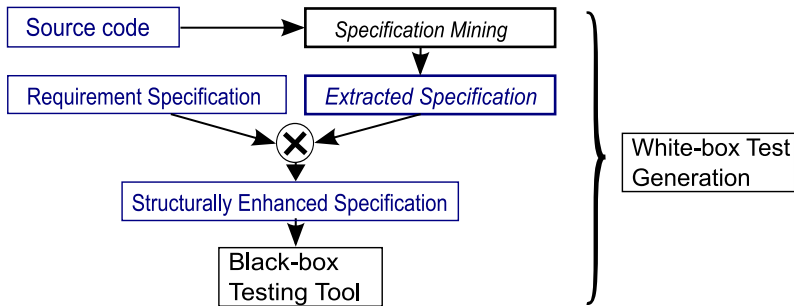 Source code
Specification Mining
Requirement Specification
Extracted Specification
Structurally Enhanced Specification
Black-box
Testing Tool
White-box Test
Generation